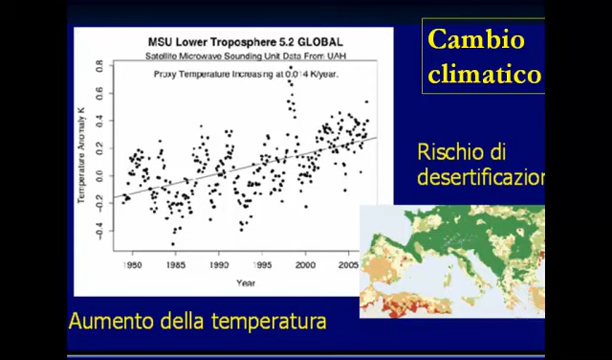 MSU Lower Troposphere 5.2 GLOBAL
Satellite Microwave Sounding Unit Data From UAH
Proxy Temperature Increasing at 0.014 K/year.
Temperature Anomaly K
0.8
0.6
0.4
0.2
0.0
-0.2
-0.4
1980
1985
1990
1995
2000
2005
Year
Cambio
climatico
Rischio di
desertificazion
Aumento della temperatura